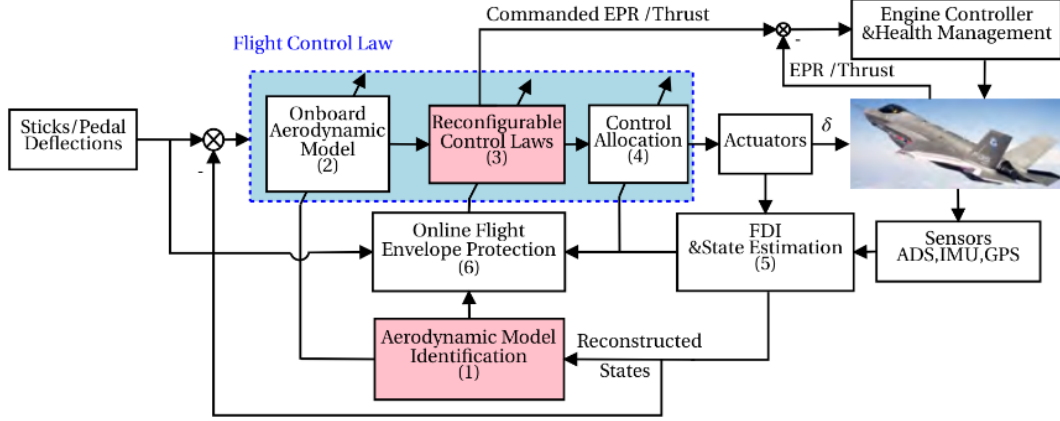 Commanded EPR /Thrust
Engine Controller
&Health Management
-
Flight Control Law
EPR /Thrust
Sticks/Pedal
Deflections
-
Onboard
Aerodynamic
Model
(2)
Reconfigurable
Control Laws
(3)
Control
Allocation
(4)
Actuators
δ
Online Flight
Envelope Protection
(6)
FDI
&State Estimation
(5)
Sensors
ADS,IMU,GPS
Aerodynamic Model
Identification
(1)
Reconstructed
States